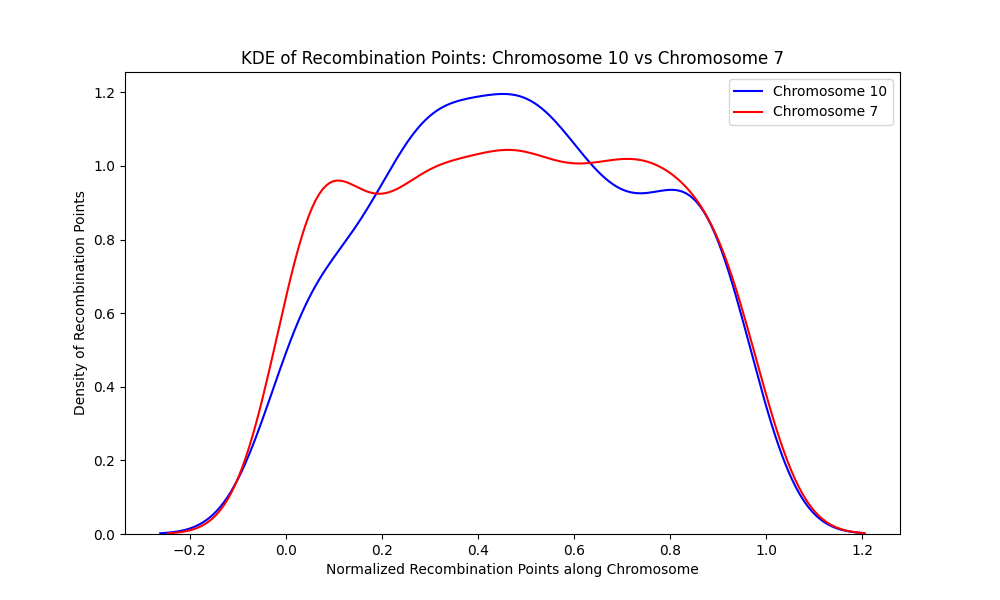 KDE of Recombination Points: Chromosome 10 vs Chromosome 7
Chromosome 10
Chromosome 7
Density of Recombination Points
1.2
1.0
0.8
0.6
0.4
0.2
0.0
−0.2 0.0 0.2 0.4 0.6 0.8 1.0 1.2
Normalized Recombination Points along Chromosome